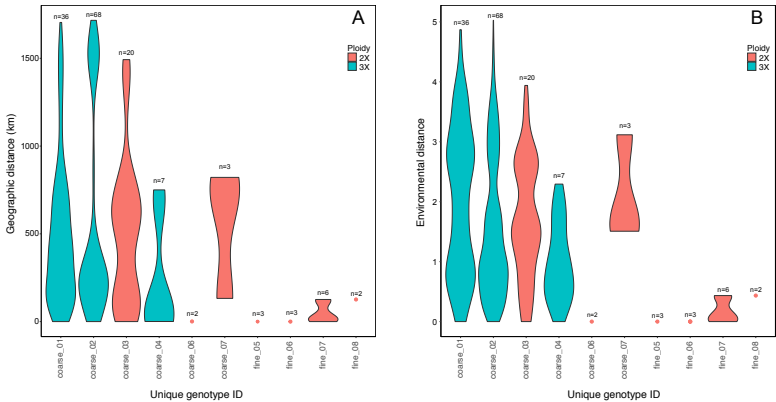 A
n=36
n=68
n=20
n=7
n=2
n=3
n=3
n=3
n=6
n=2
Ploidy
2X
3X
1500
1000
500
0
Geographic distance (km)
coarse_01
coarse_02
coarse_03
coarse_04
coarse_06
coarse_07
fine_05
fine_06
fine_07
fine_08
Unique genotype ID
B
n=36
n=68
n=20
n=7
n=2
n=3
n=3
n=3
n=6
n=2
Ploidy
2X
3X
5
4
3
2
1
0
Environmental distance
coarse_01
coarse_02
coarse_03
coarse_04
coarse_06
coarse_07
fine_05
fine_06
fine_07
fine_08
Unique genotype ID